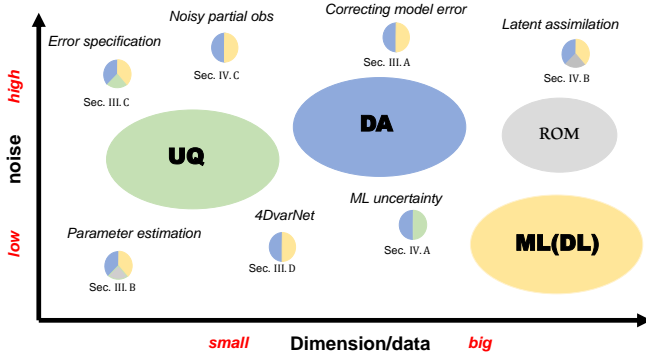 Noisy partial obs
Correcting model error
Error specification
Latent assimilation
Sec. IV. C
Sec. III. A
Sec. IV. B
Sec. III. C
high
noise
low
UQ
DA
ROM
ML uncertainty
4DvarNet
Parameter estimation
Sec. IV. A
Sec. III. D
Sec. III. B
ML(DL)
small
Dimension/data
big